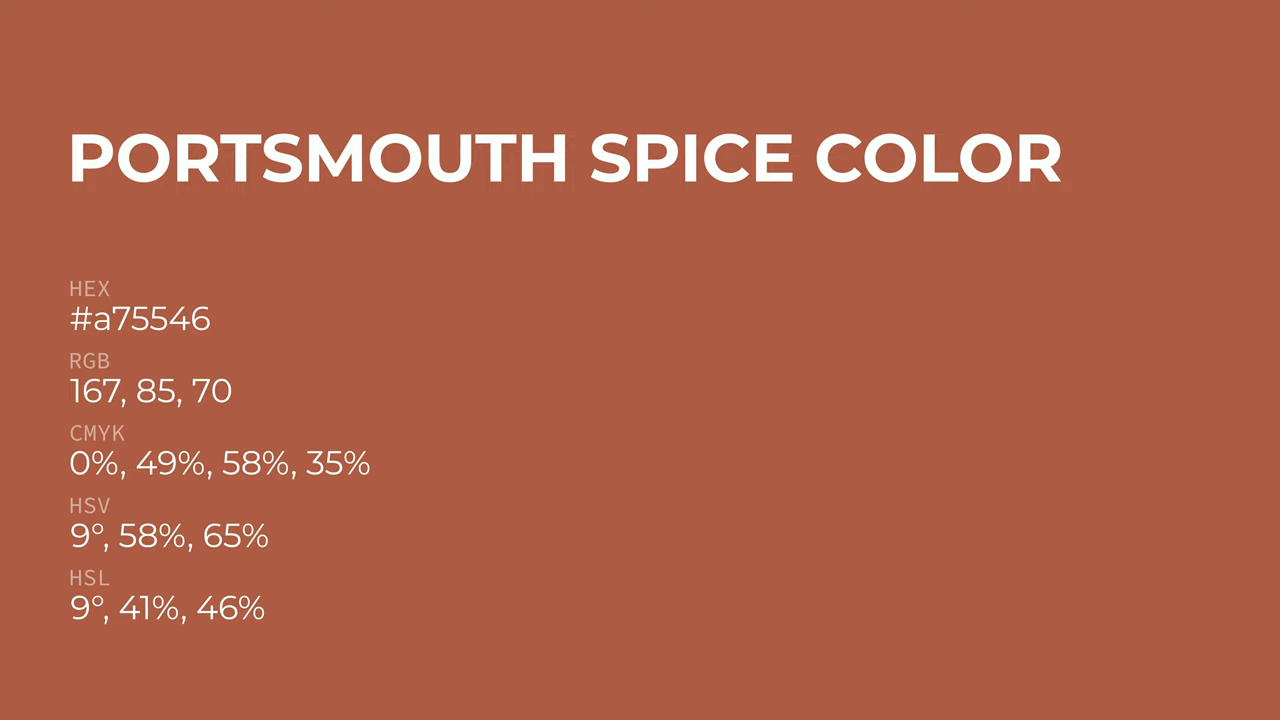 PORTSMOUTH SPICE COLOR
HEX
#a75546
RGB
167, 85, 70
CMYK
0%, 49%, 58%, 35%
HSV
9°, 58%, 65%
HSL
9°, 41%, 46%